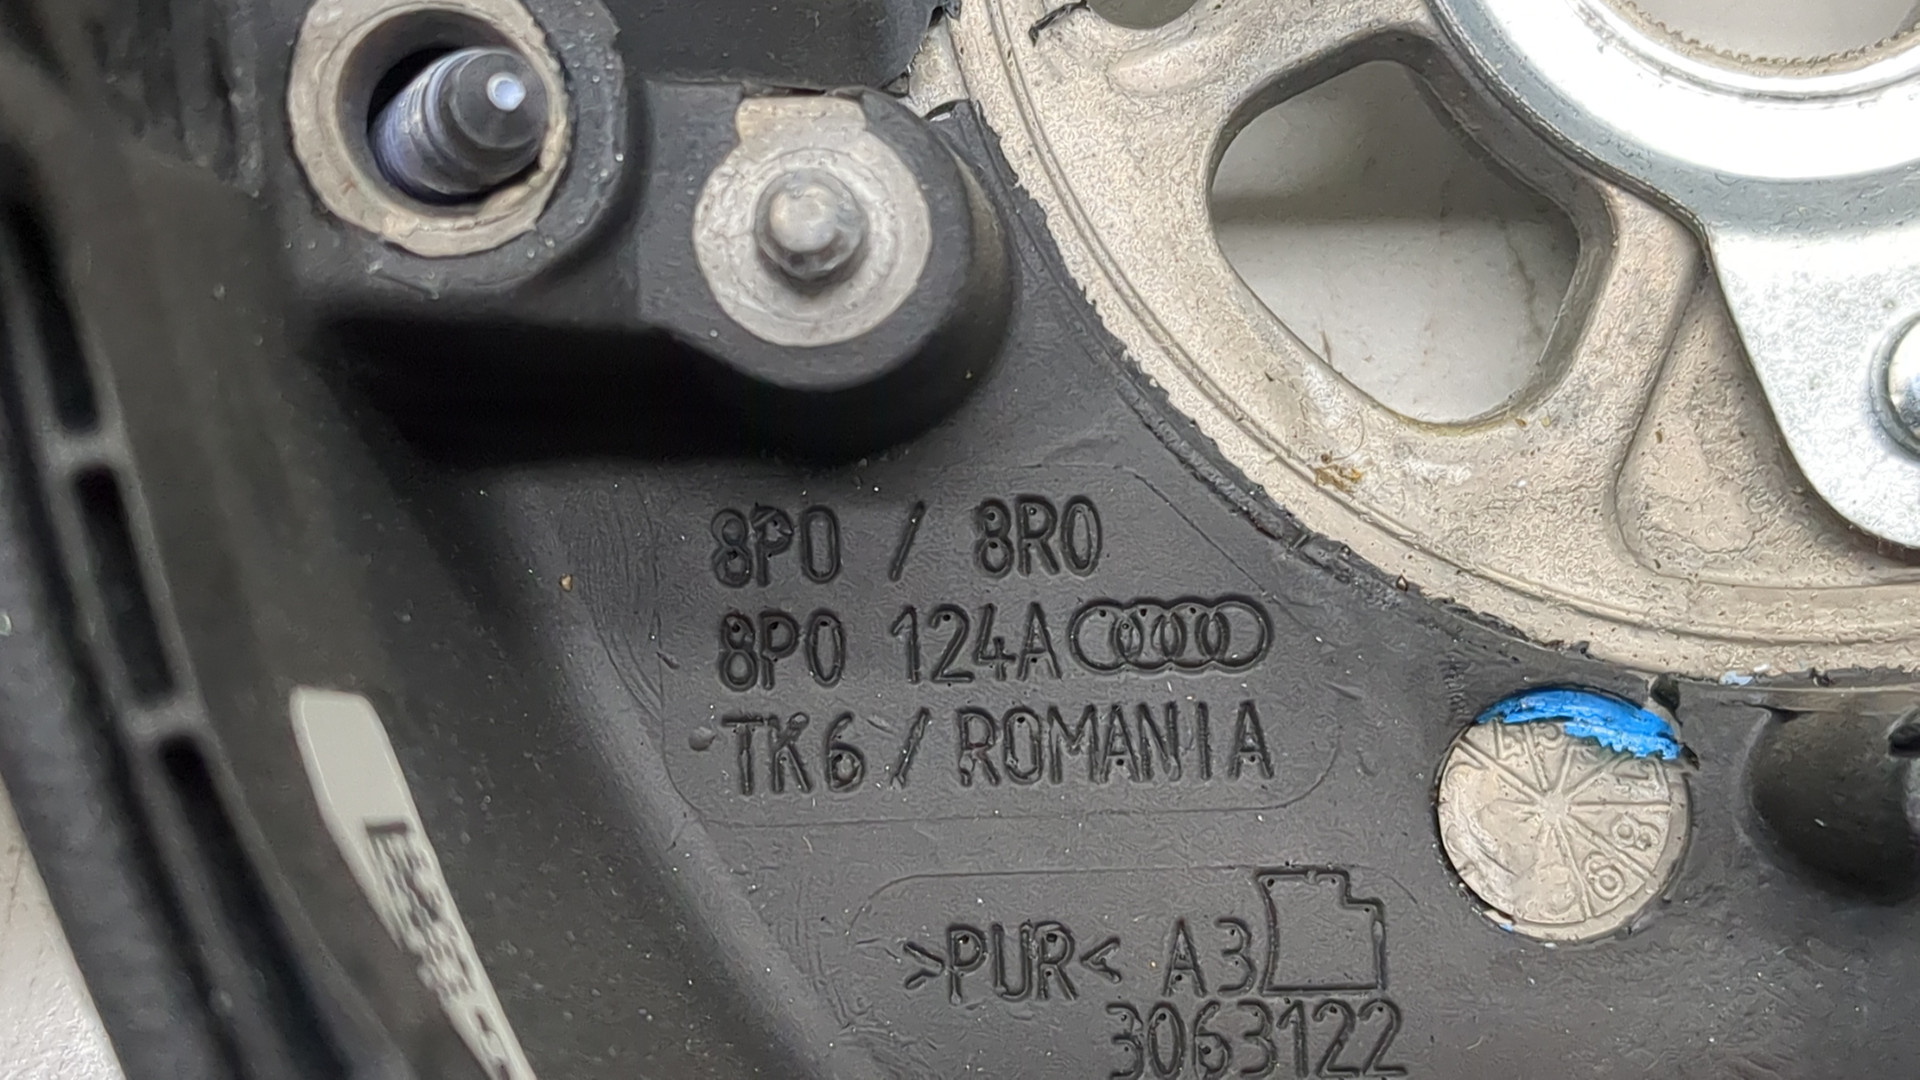 8P0 / 8R0
8P0 124A
TK6 / ROMANIA
>PUR< A3
3063122